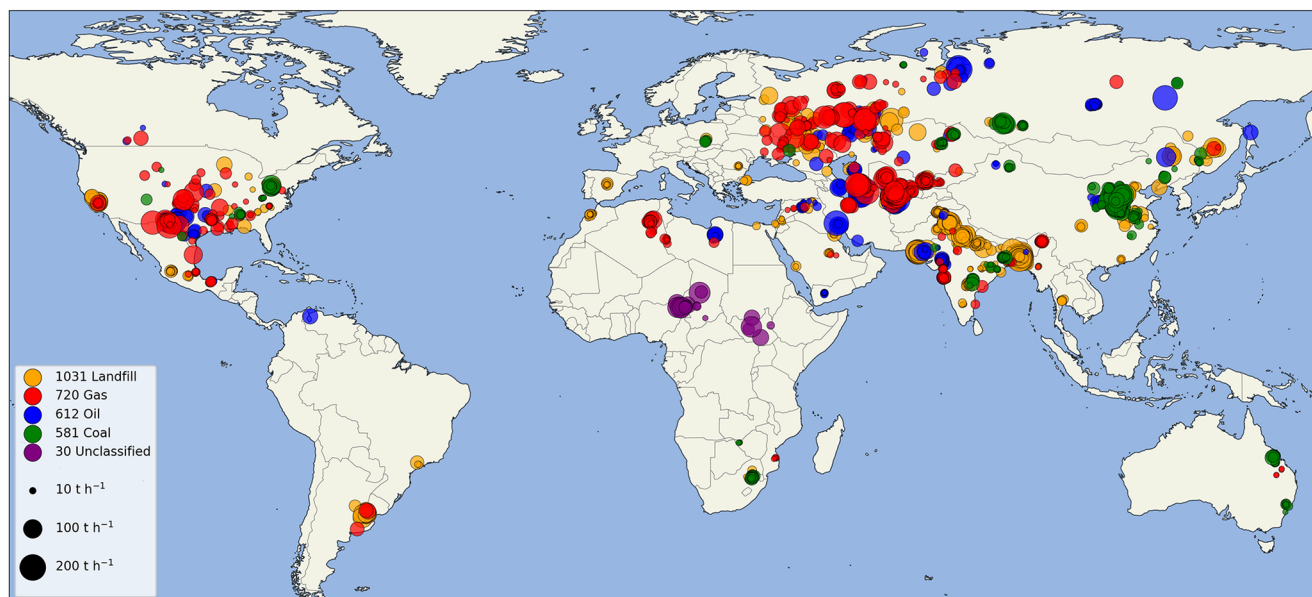 1031 Landfill
720 Gas
612 Oil
581 Coal
30 Unclassified
10 t h⁻¹
100 t h⁻¹
200 t h⁻¹